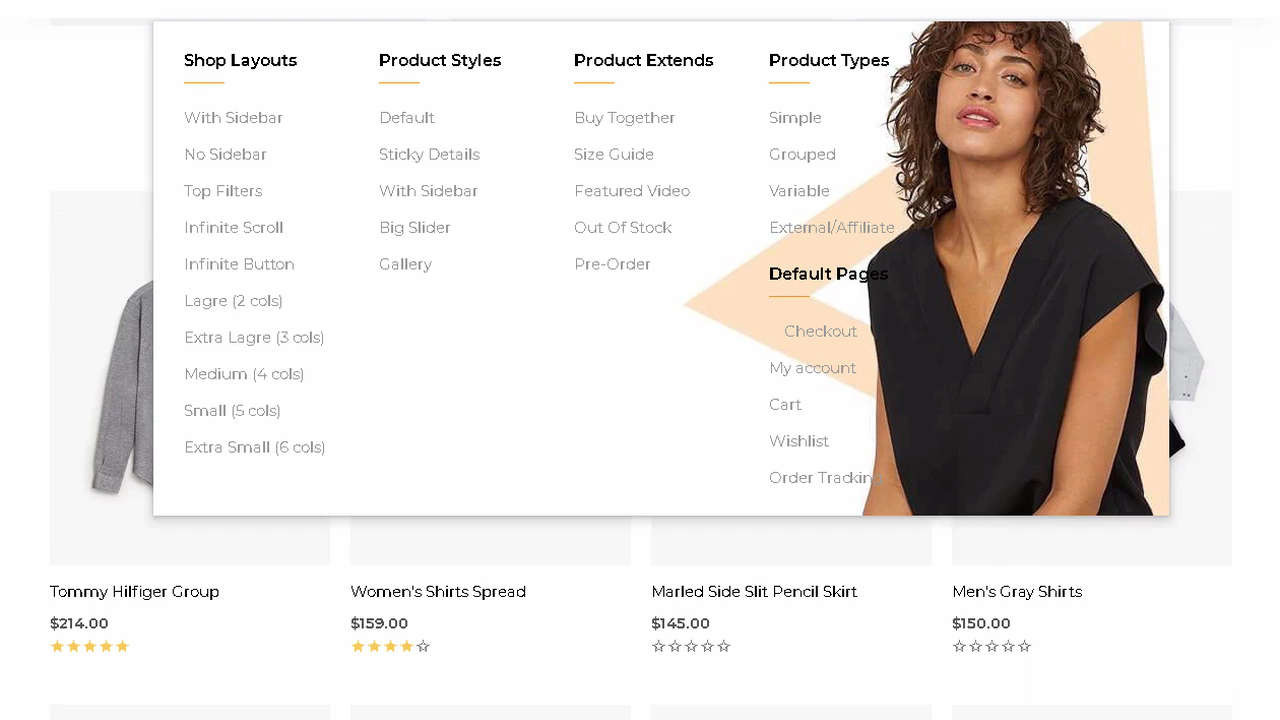 Shop Layouts
With Sidebar
No Sidebar
Top Filters
Infinite Scroll
Infinite Button
Lagre (2 cols)
Extra Lagre (3 cols)
Medium (4 cols)
Small (5 cols)
Extra Small (6 cols)
Product Styles
Default
Sticky Details
With Sidebar
Big Slider
Gallery
Product Extends
Buy Together
Size Guide
Featured Video
Out Of Stock
Pre-Order
Product Types
Simple
Grouped
Variable
External/Affiliate
Default Pages
Checkout
My account
Cart
Wishlist
Order Tracking
Tommy Hilfiger Group
$214.00
Women's Shirts Spread
$159.00
Marled Side Slit Pencil Skirt
$145.00
Men's Gray Shirts
$150.00